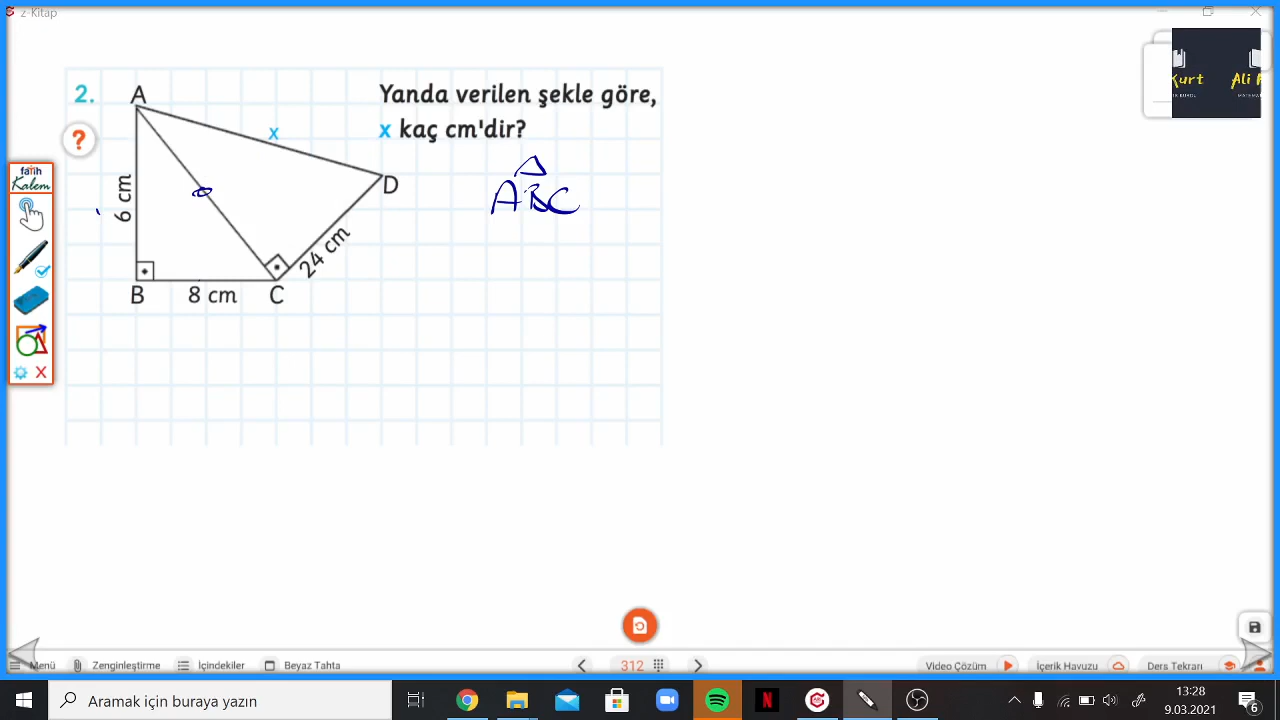 z-Kitap
Kurt
Ali
2.
Yanda verilen şekle göre,
x kaç cm'dir?
A
x
D
6 cm
24 cm
B
8 cm
C
ABC
?
fatih
Kalem
Menü
Zenginleştirme
İçindekiler
Beyaz Tahta
312
Video Çözüm
İçerik Havuzu
Ders Tekrarı
Aramak için buraya yazın
13:28
9.03.2021
6